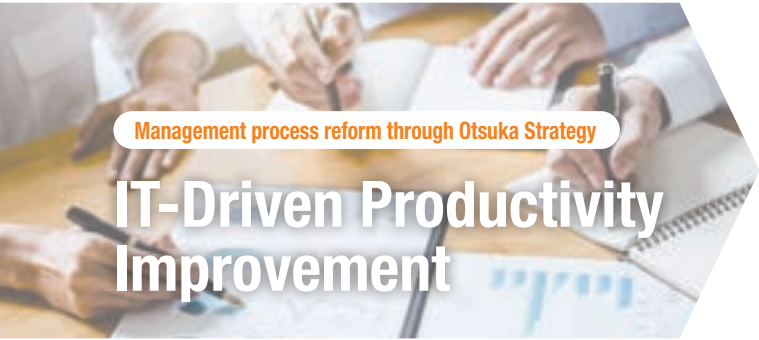 Management process reform through Otsuka Strategy
IT-Driven Productivity
Improvement